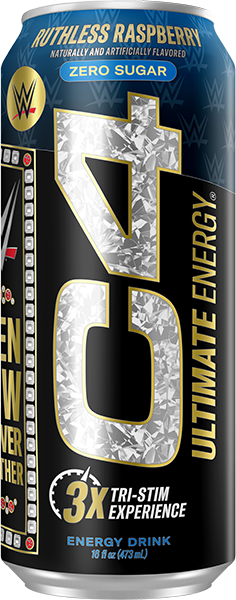 RUTHLESS RASPBERRY
NATURALLY AND ARTIFICIALLY FLAVORED
ZERO SUGAR
W
C4
ULTIMATE ENERGY®
3X TRI-STIM
EXPERIENCE
ENERGY DRINK
16 fl oz (473 mL)